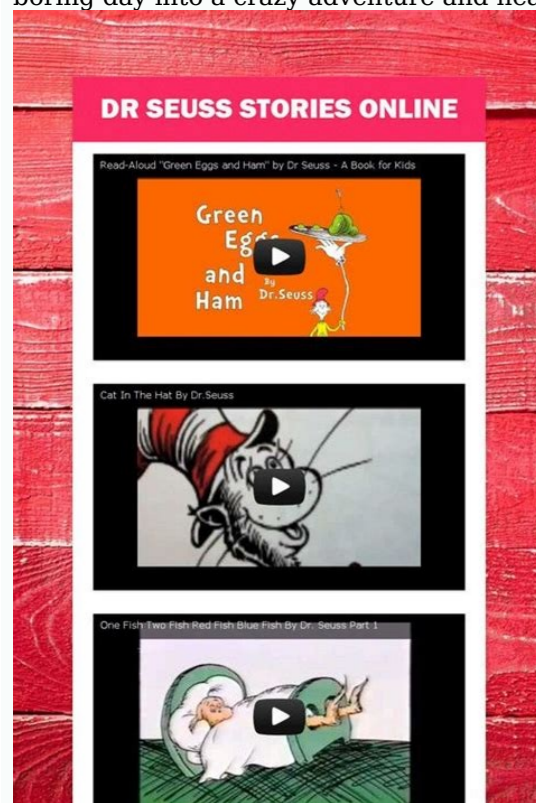 boring day into a crazy adventure and
DR SEUSS STORIES ONLINE
Read-Aloud "Green Eggs and Ham" by Dr Seuss - A Book for Kids
Green
Eggs
and
Ham
By
Dr.Seuss
Cat In The Hat By Dr.Seuss
One Fish Two Fish Red Fish Blue Fish By Dr. Seuss Part 1